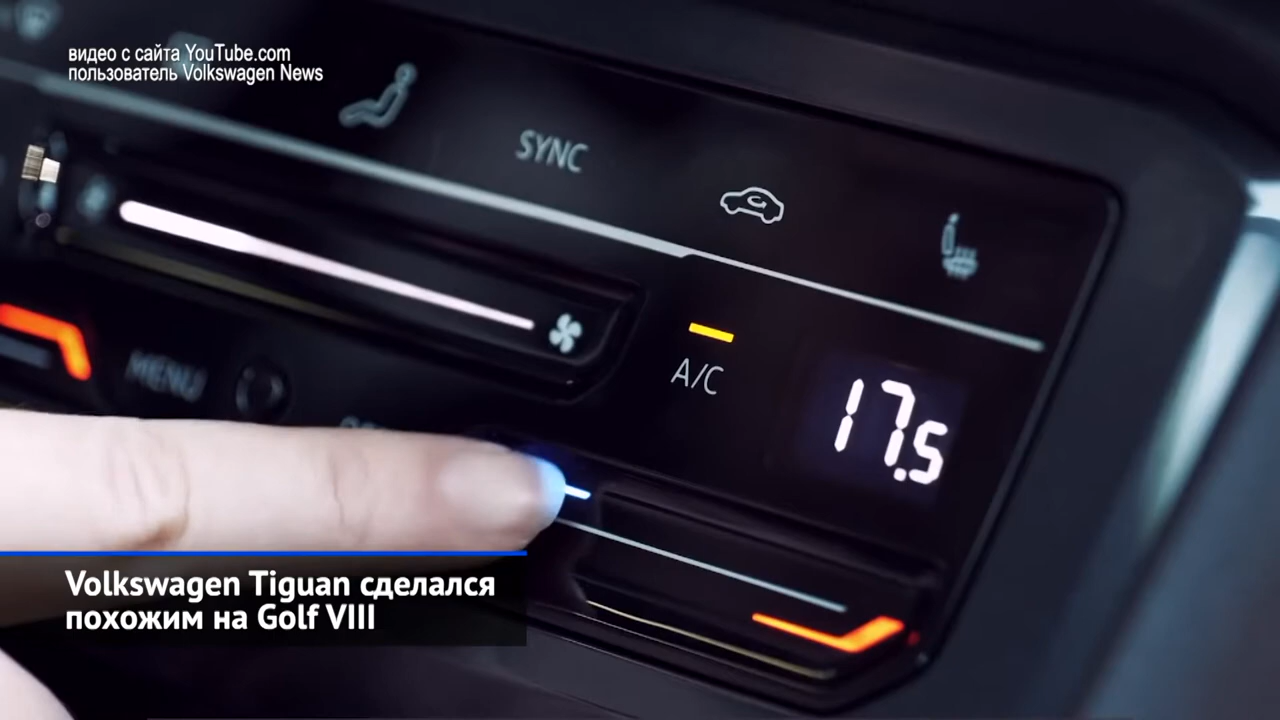 видео с сайта YouTube.com
пользователь Volkswagen News
SYNC
MENU
A/C
17.5
Volkswagen Tiguan сделался
похожим на Golf VIII